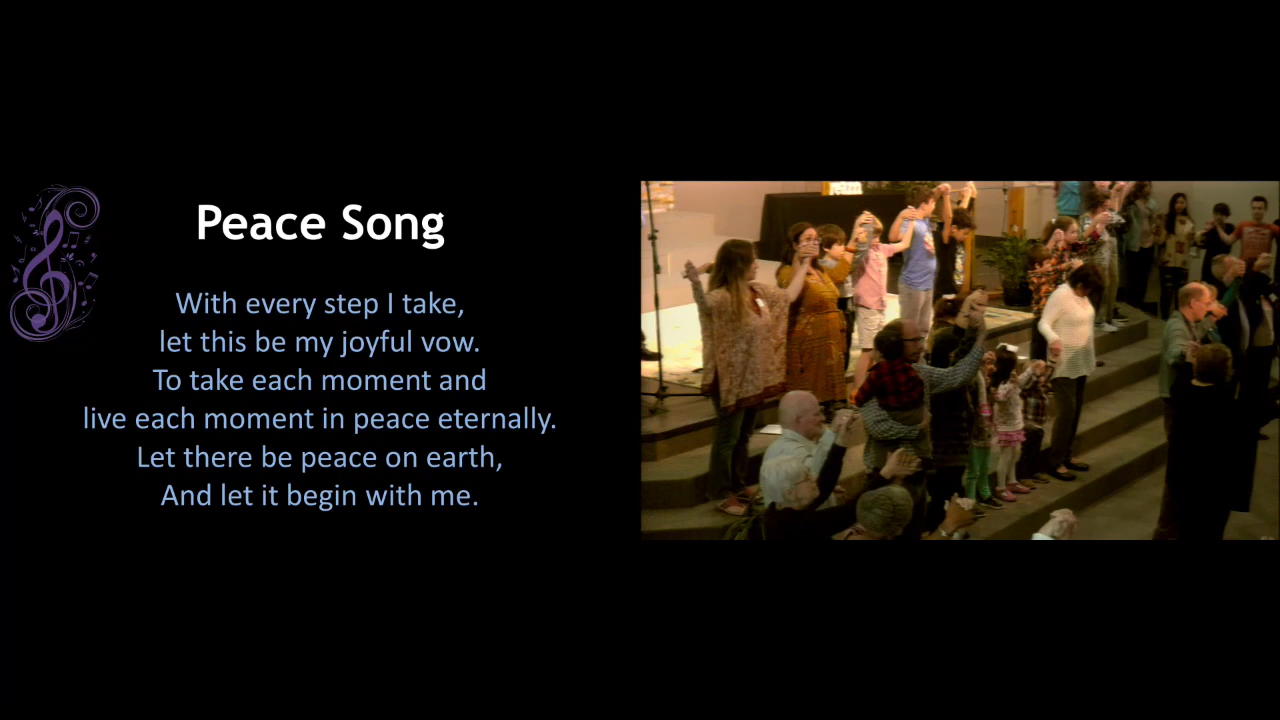 Peace Song
With every step I take,
let this be my joyful vow.
To take each moment and
live each moment in peace eternally.
Let there be peace on earth,
And let it begin with me.